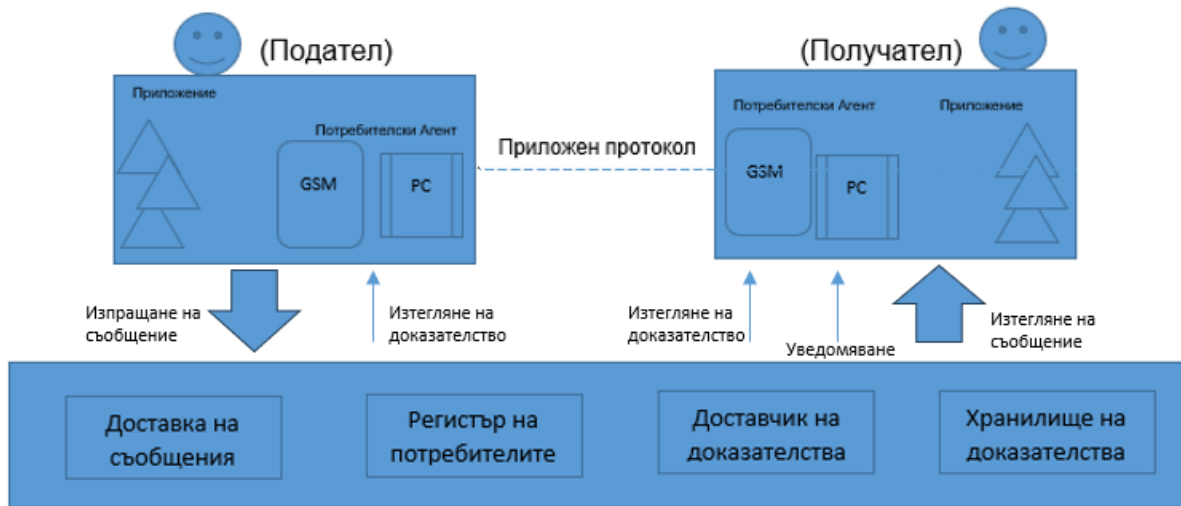 (Подател)
(Получател)
Приложение
Потребителски Агент
GSM
PC
Приложен протокол
Потребителски Агент
Приложение
GSM
PC
Изпращане на
съобщение
Изтегляне на
доказателство
Изтегляне на
доказателство
Уведомяване
Изтегляне на
съобщение
Доставка на
съобщения
Регистър на
потребителите
Доставчик на
доказателства
Хранилище на
доказателства